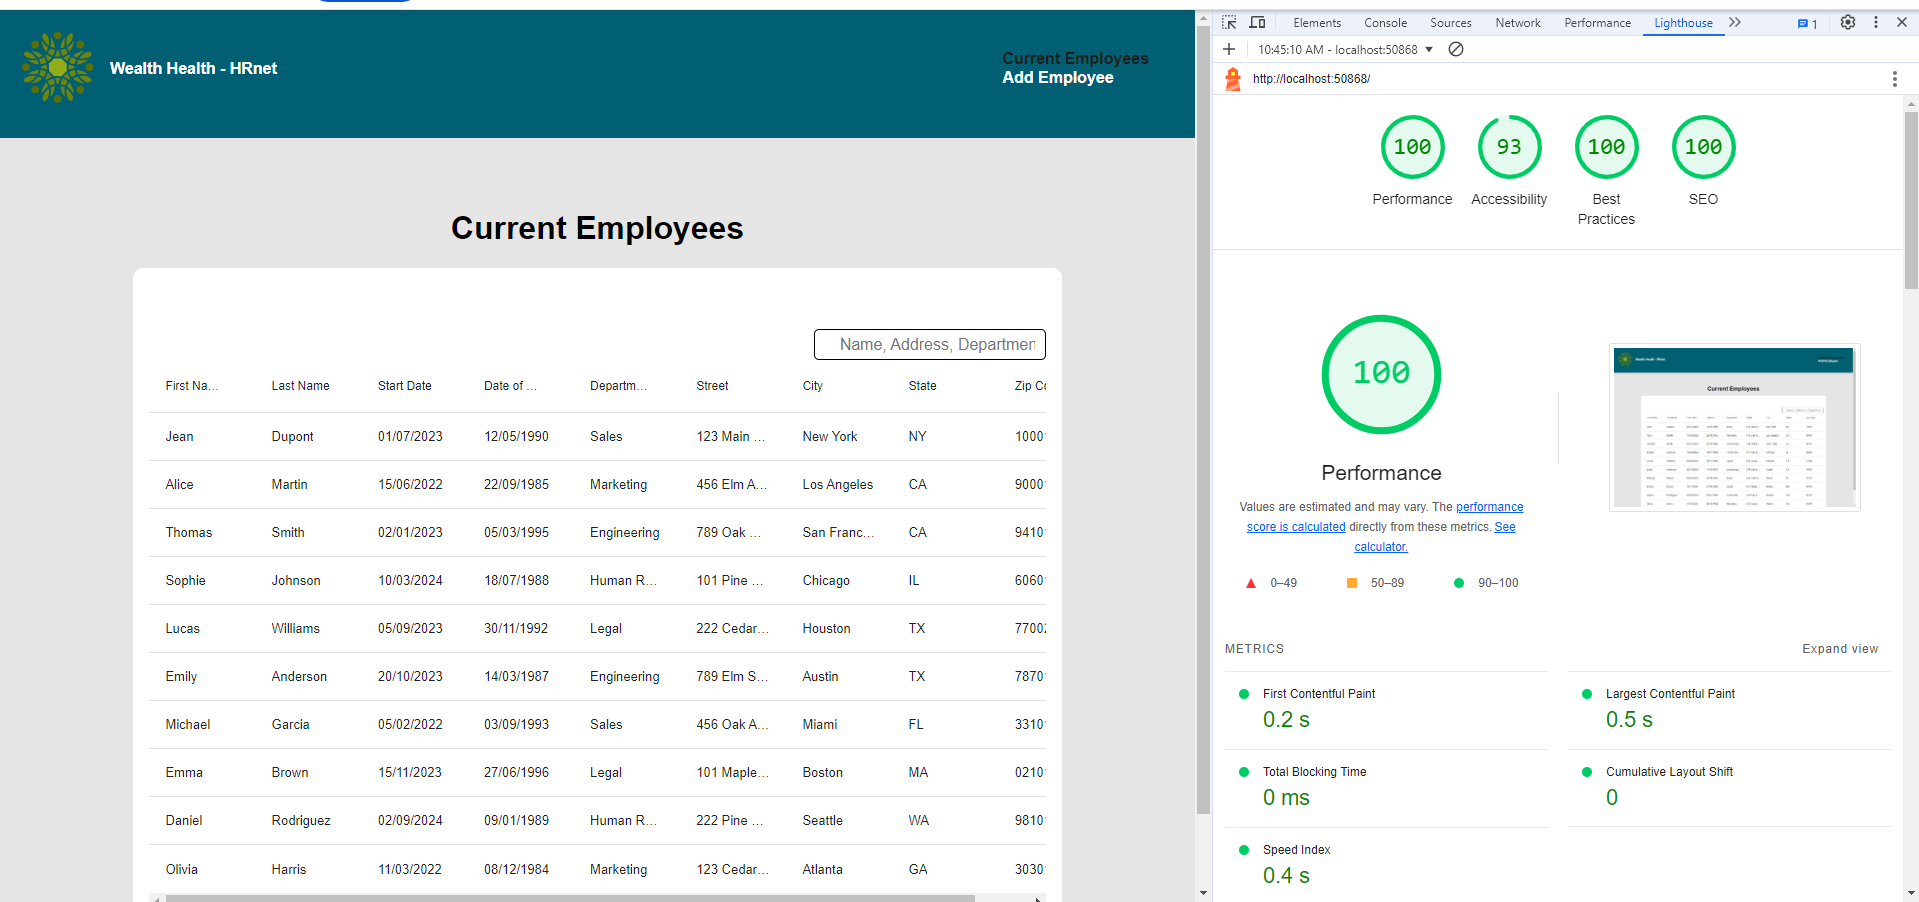 Wealth Health - HRnet
Current Employees
Add Employee
Current Employees
Name, Address, Departmen
First Na... Last Name Start Date Date of ... Departm... Street City State Zip Co
Jean Dupont 01/07/2023 12/05/1990 Sales 123 Main ... New York NY 10001
Alice Martin 15/06/2022 22/09/1985 Marketing 456 Elm A... Los Angeles CA 90001
Thomas Smith 02/01/2023 05/03/1995 Engineering 789 Oak ... San Franc... CA 94101
Sophie Johnson 10/03/2024 18/07/1988 Human R... 101 Pine ... Chicago IL 60601
Lucas Williams 05/09/2023 30/11/1992 Legal 222 Cedar... Houston TX 77002
Emily Anderson 20/10/2023 14/03/1987 Engineering 789 Elm S... Austin TX 78701
Michael Garcia 05/02/2022 03/09/1993 Sales 456 Oak A... Miami FL 33101
Emma Brown 15/11/2023 27/06/1996 Legal 101 Maple... Boston MA 02101
Daniel Rodriguez 02/09/2024 09/01/1989 Human R... 222 Pine ... Seattle WA 98101
Olivia Harris 11/03/2022 08/12/1984 Marketing 123 Cedar... Atlanta GA 30301
Elements Console Sources Network Performance Lighthouse 1
10:45:10 AM - localhost:50868
http://localhost:50868/
100 93 100 100
Performance Accessibility Best Practices SEO
100
Performance
Values are estimated and may vary. The performance
score is calculated directly from these metrics. See
calculator.
0–49 50–89 90–100
METRICS Expand view
First Contentful Paint
0.2 s
Largest Contentful Paint
0.5 s
Total Blocking Time
0 ms
Cumulative Layout Shift
0
Speed Index
0.4 s